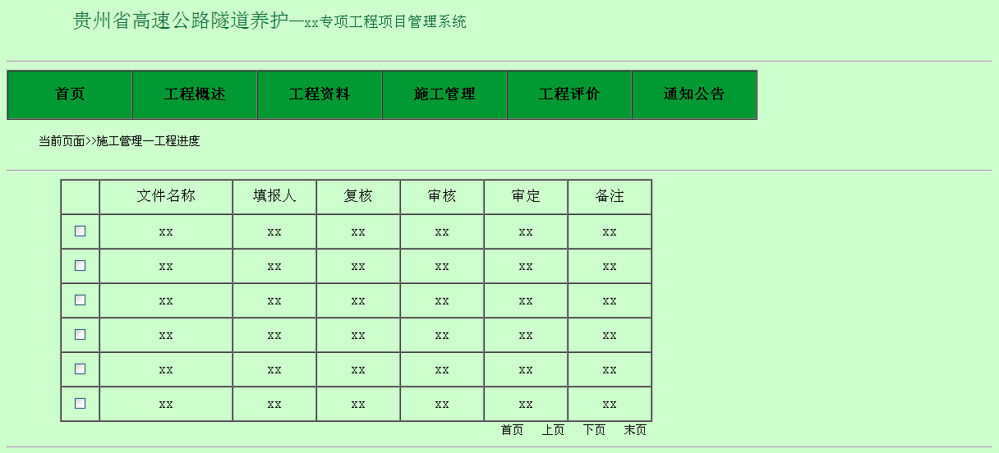 贵州省高速公路隧道养护—xx专项工程项目管理系统
首页 工程概述 工程资料 施工管理 工程评价 通知公告
当前页面>>施工管理—工程进度
文件名称 填报人 复核 审核 审定 备注
xx xx xx xx xx xx
xx xx xx xx xx xx
xx xx xx xx xx xx
xx xx xx xx xx xx
xx xx xx xx xx xx
xx xx xx xx xx xx
首页 上页 下页 末页